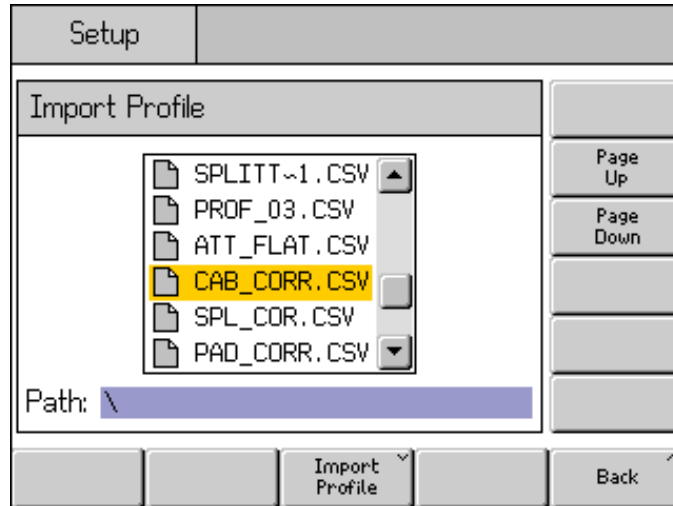 Setup
Import Profile
SPLITT~1.CSV
PROF_03.CSV
ATT_FLAT.CSV
CAB_CORR.CSV
SPL_COR.CSV
PAD_CORR.CSV
Path: \
Page
Up
Page
Down
Import
Profile
Back